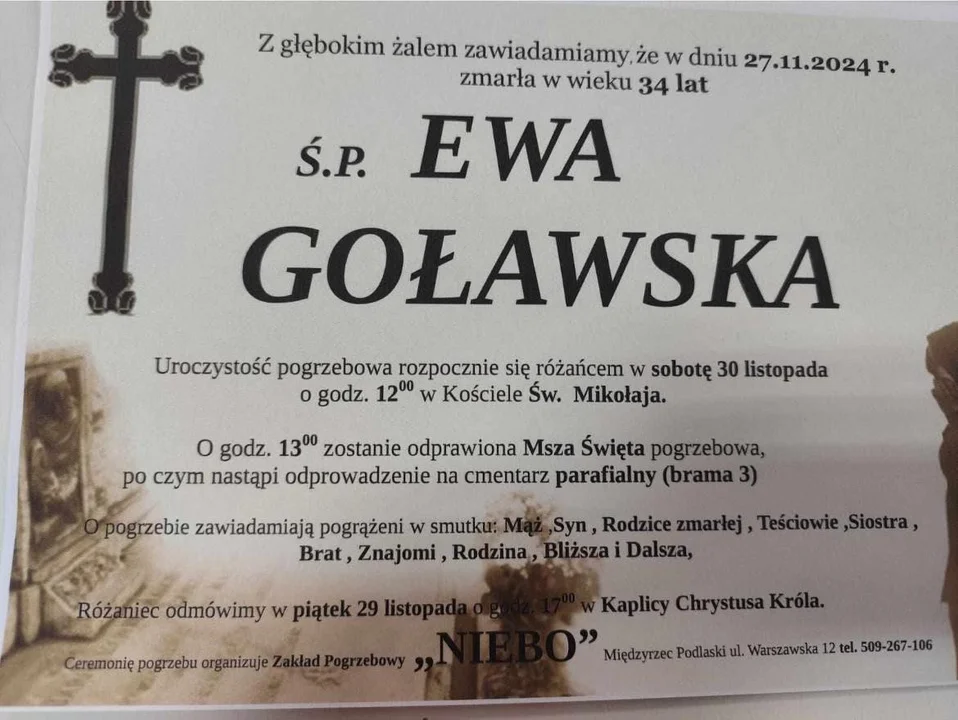 Z głębokim żalem zawiadamiamy, że w dniu 27.11.2024 r.
zmarła w wieku 34 lat
Ś.P. EWA
GOŁAWSKA
Uroczystość pogrzebowa rozpocznie się różańcem w sobotę 30 listopada
o godz. 12⁰⁰ w Kościele Św. Mikołaja.
O godz. 13⁰⁰ zostanie odprawiona Msza Święta pogrzebowa,
po czym nastąpi odprowadzenie na cmentarz parafialny (brama 3)
O pogrzebie zawiadamiają pogrążeni w smutku: Mąż ,Syn , Rodzice zmarłej , Teściowie ,Siostra ,
Brat , Znajomi , Rodzina , Bliższa i Dalsza,
Różaniec odmówimy w piątek 29 listopada o godz. 17⁰⁰ w Kaplicy Chrystusa Króla.
Ceremonię pogrzebu organizuje Zakład Pogrzebowy „NIEBO” Międzyrzec Podlaski ul. Warszawska 12 tel. 509-267-106